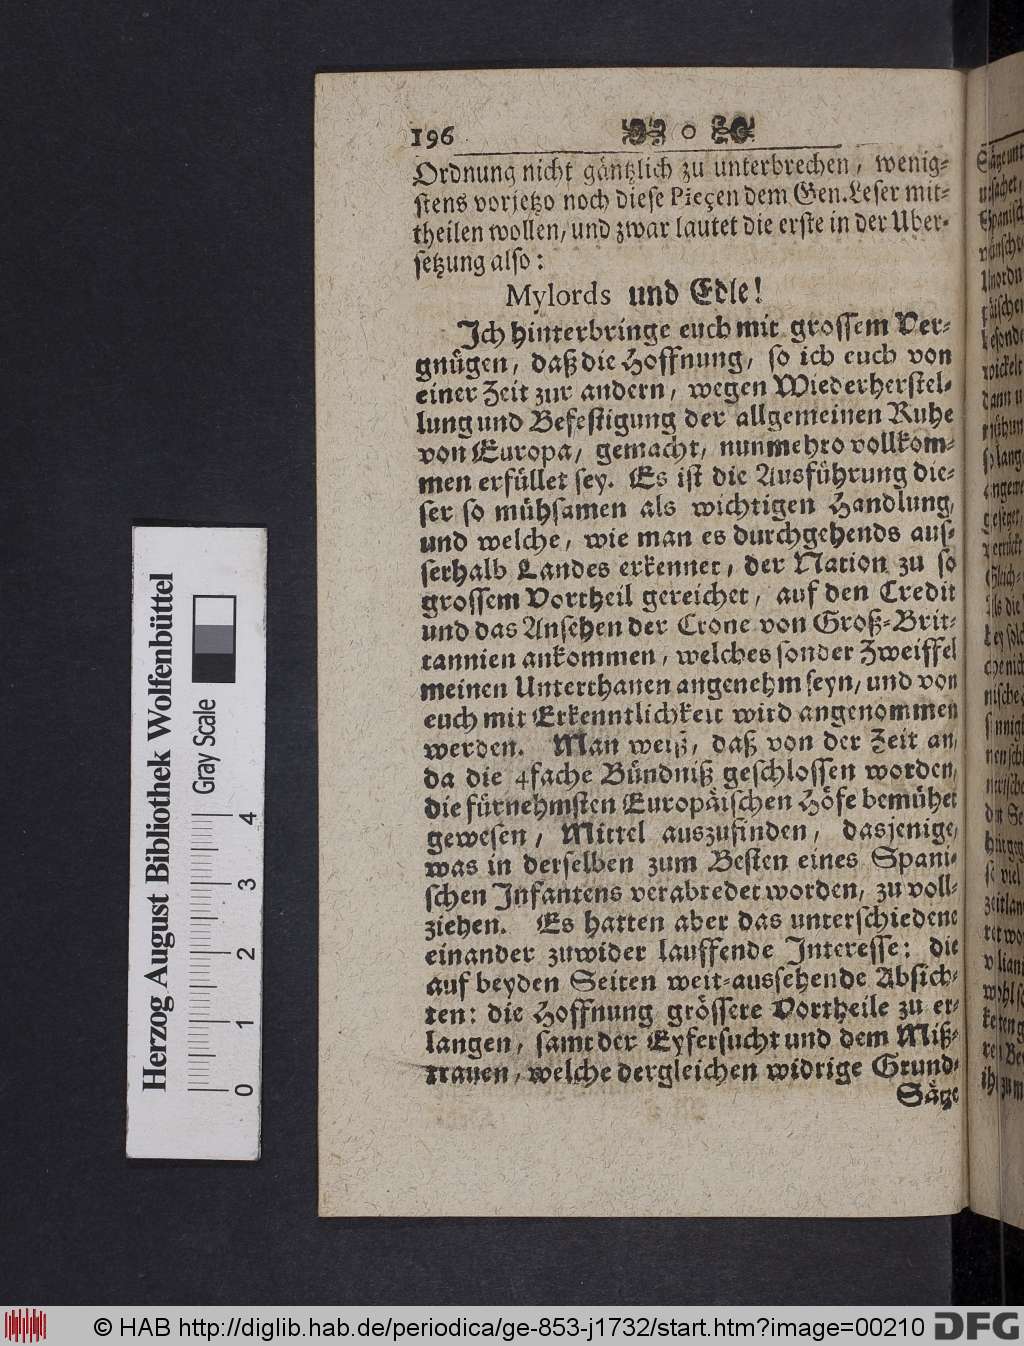 196
Ordnung nicht gäntzlich zu unterbrechen, wenig-
stens vorjetzo noch diese Pieçen dem Gen. Leser mit-
theilen wollen, und zwar lautet die erste in der Uber-
setzung also:
Mylords und Edle!
Ich hinterbringe euch mit grossem Ver-
gnügen, daß die Hoffnung, so ich euch von
einer Zeit zur andern, wegen Wiederherstel-
lung und Befestigung der allgemeinen Ruhe
von Europa, gemacht, nunmehro vollkom-
men erfüllet sey. Es ist die Ausführung die-
ser so mühsamen als wichtigen Handlung,
und welche, wie man es durchgehends aus-
serhalb Landes erkennet, der Nation zu so
grossem Vortheil gereichet, auf den Credit
und das Ansehen der Crone von Groß-Brit-
tannien ankommen, welches sonder Zweiffel
meinen Unterthanen angenehm seyn, und von
euch mit Erkenntlichkeit wird angenommen
werden. Man weiß, daß von der Zeit an,
da die 4fache Bündniß geschlossen worden,
die fürnehmsten Europäischen Höfe bemühet
gewesen, Mittel auszufinden, dasjenige,
was in derselben zum Besten eines Spani-
schen Infantens verabredet worden, zu voll-
ziehen. Es hatten aber das unterschiedene
einander zuwider lauffende Interesse: die
auf beyden Seiten weit-aussehende Absich-
ten: die Hoffnung grössere Vortheile zu er-
langen, samt der Eyfersucht und dem Miß-
trauen, welche dergleichen widrige Grund-
Säze
Herzog August Bibliothek Wolfenbüttel
Gray Scale
0 1 2 3 4
© HAB http://diglib.hab.de/periodica/ge-853-j1732/start.htm?image=00210
DFG